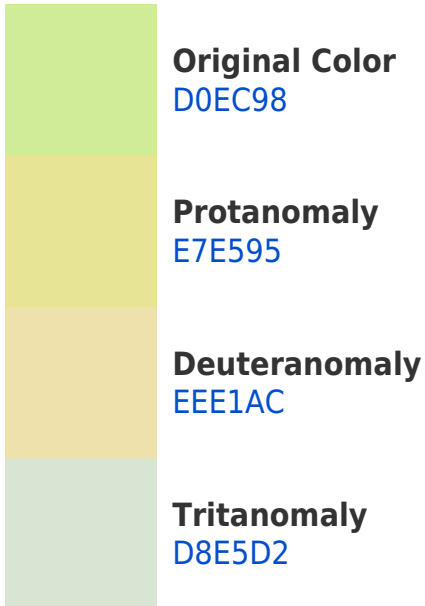 Original Color
D0EC98
Protanomaly
E7E595
Deuteranomaly
EEE1AC
Tritanomaly
D8E5D2